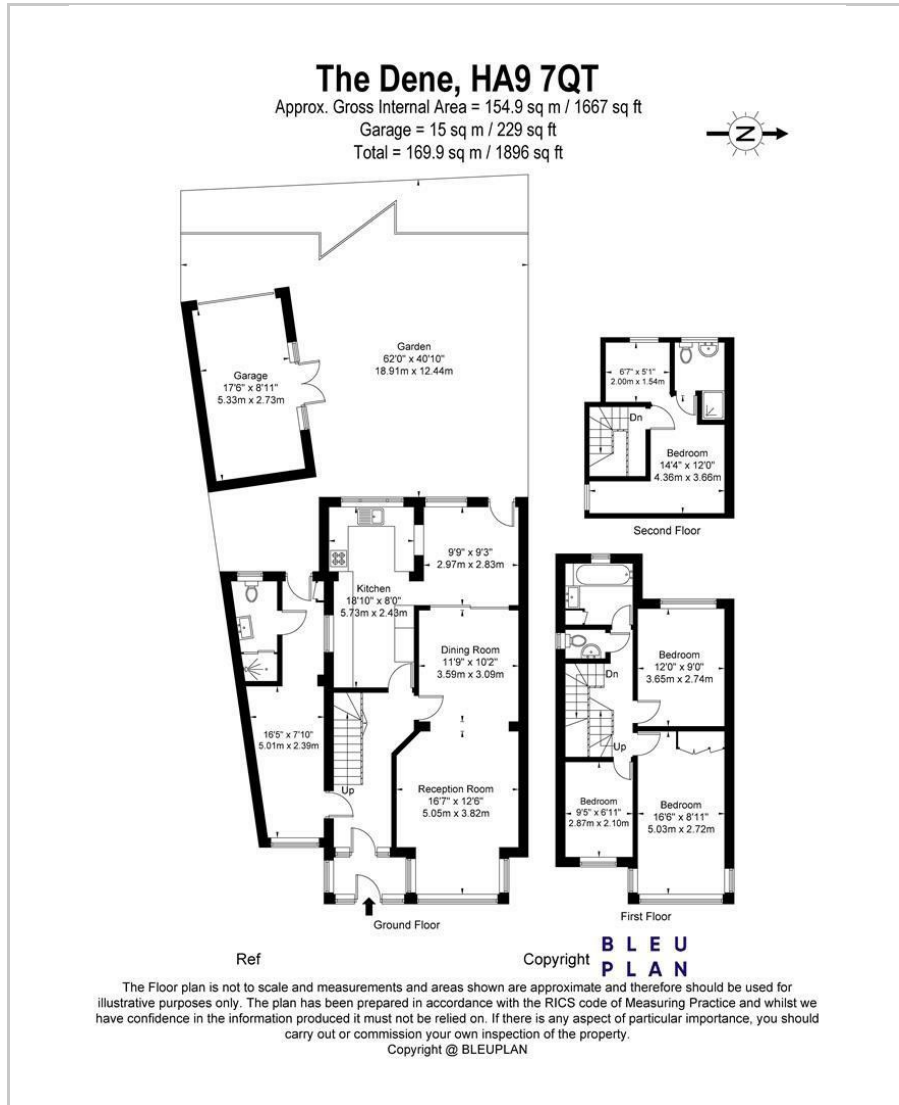 The Dene, HA9 7QT
Approx. Gross Internal Area = 154.9 sq m / 1667 sq ft
Garage = 15 sq m / 229 sq ft
Total = 169.9 sq m / 1896 sq ft
N
Garden
62'0" x 40'10"
18.91m x 12.44m
Garage
17'6" x 8'11"
5.33m x 2.73m
9'9" x 9'3"
2.97m x 2.83m
Kitchen
18'10" x 8'0"
5.73m x 2.43m
Dining Room
11'9" x 10'2"
3.59m x 3.09m
16'5" x 7'10"
5.01m x 2.39m
Up
Reception Room
16'7" x 12'6"
5.05m x 3.82m
Ground Floor
6'7" x 5'1"
2.00m x 1.54m
Dn
Bedroom
14'4" x 12'0"
4.36m x 3.66m
Second Floor
Bedroom
12'0" x 9'0"
3.65m x 2.74m
Dn
Up
Bedroom
9'5" x 6'11"
2.87m x 2.10m
Bedroom
16'6" x 8'11"
5.03m x 2.72m
First Floor
Ref
Copyright
BLEU
PLAN
The Floor plan is not to scale and measurements and areas shown are approximate and therefore should be used for
illustrative purposes only. The plan has been prepared in accordance with the RICS code of Measuring Practice and whilst we
have confidence in the information produced it must not be relied on. If there is any aspect of particular importance, you should
carry out or commission your own inspection of the property.
Copyright @ BLEUPLAN